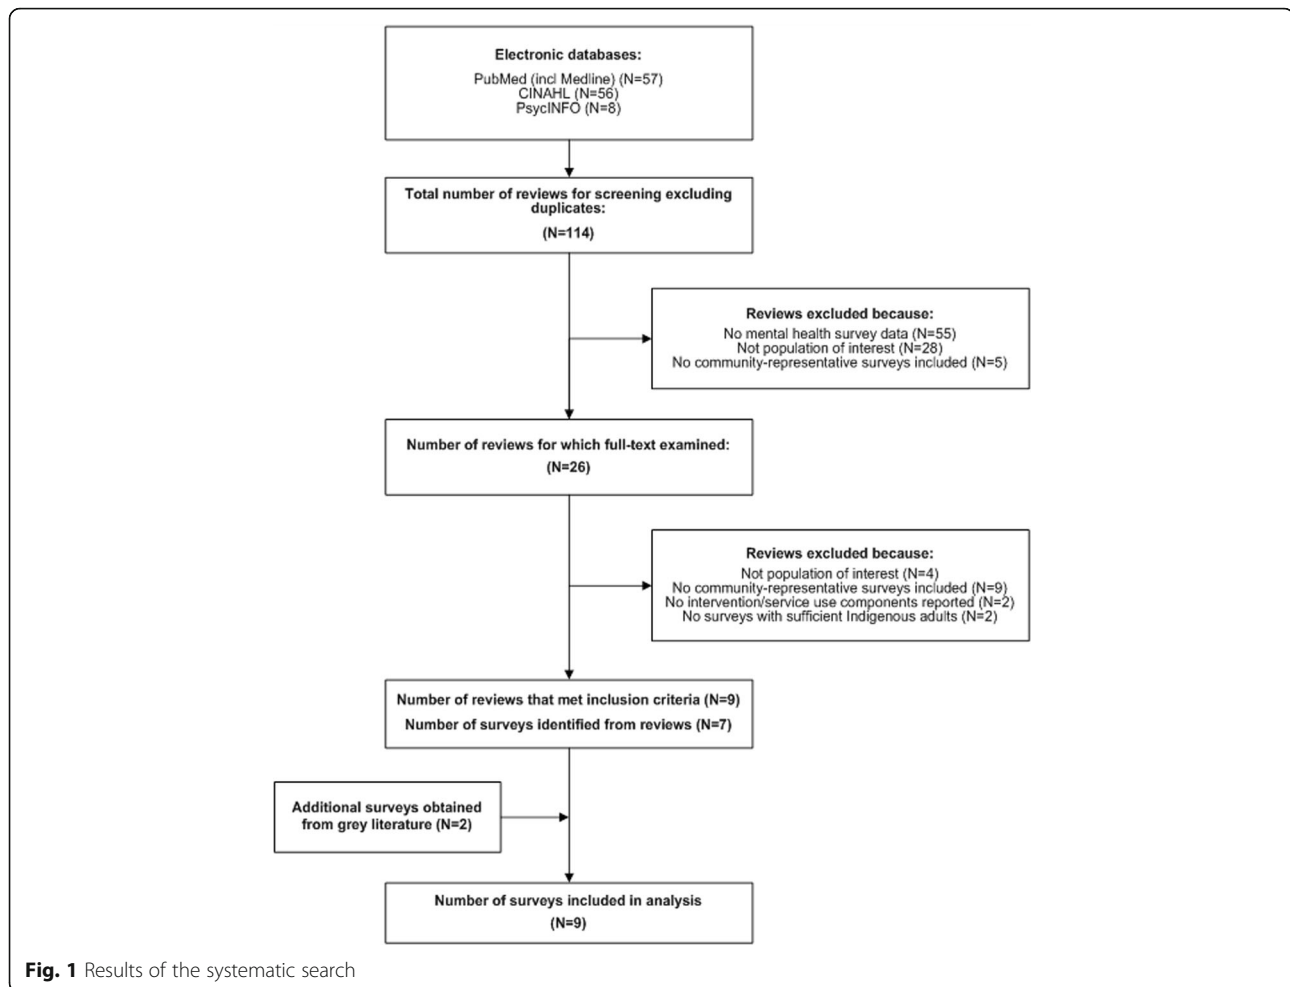 Electronic databases:
PubMed (incl Medline) (N=57)
CINAHL (N=56)
PsycINFO (N=8)
Total number of reviews for screening excluding
duplicates:
(N=114)
Reviews excluded because:
No mental health survey data (N=55)
Not population of interest (N=28)
No community-representative surveys included (N=5)
Number of reviews for which full-text examined:
(N=26)
Reviews excluded because:
Not population of interest (N=4)
No community-representative surveys included (N=9)
No intervention/service use components reported (N=2)
No surveys with sufficient Indigenous adults (N=2)
Number of reviews that met inclusion criteria (N=9)
Number of surveys identified from reviews (N=7)
Additional surveys obtained
from grey literature (N=2)
Number of surveys included in analysis
(N=9)
Fig. 1 Results of the systematic search